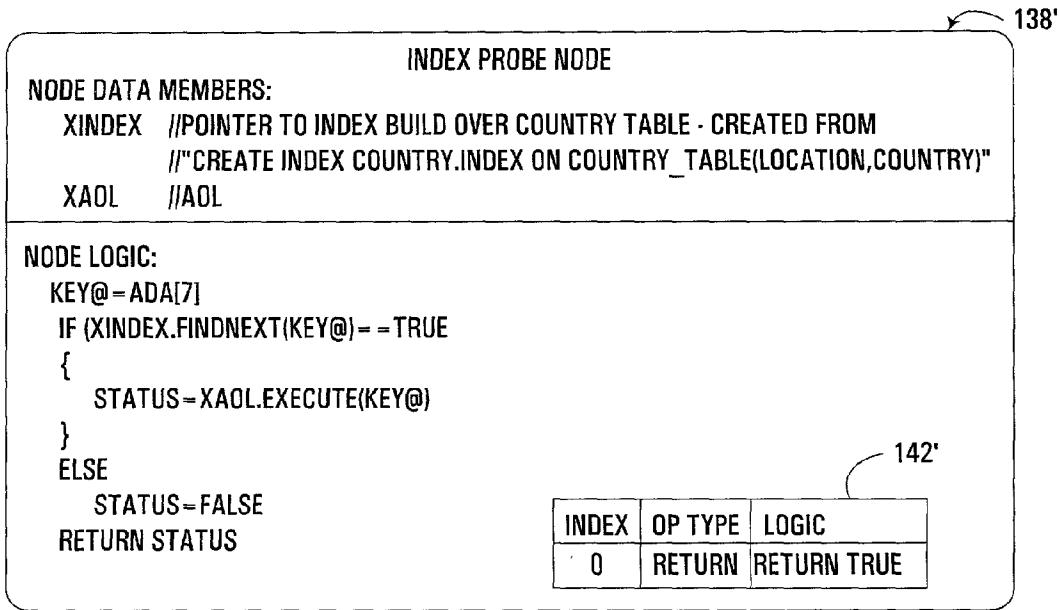 138'
INDEX PROBE NODE
NODE DATA MEMBERS:
XINDEX //POINTER TO INDEX BUILD OVER COUNTRY TABLE - CREATED FROM
//"CREATE INDEX COUNTRY.INDEX ON COUNTRY_TABLE(LOCATION,COUNTRY)"
XAOL //AOL
NODE LOGIC:
KEY@=ADA[7]
IF (XINDEX.FINDNEXT(KEY@)= =TRUE
{
STATUS=XAOL.EXECUTE(KEY@)
}
ELSE
STATUS=FALSE
RETURN STATUS
142'
INDEX OP TYPE LOGIC
0 RETURN RETURN TRUE